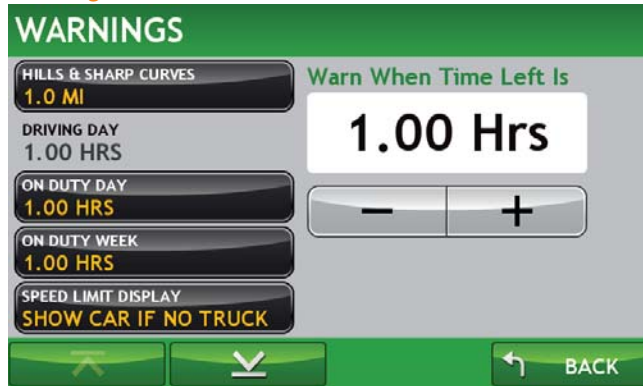 WARNINGS
HILLS & SHARP CURVES
1.0 MI
DRIVING DAY
1.00 HRS
ON DUTY DAY
1.00 HRS
ON DUTY WEEK
1.00 HRS
SPEED LIMIT DISPLAY
SHOW CAR IF NO TRUCK
Warn When Time Left Is
1.00 Hrs
− +
BACK